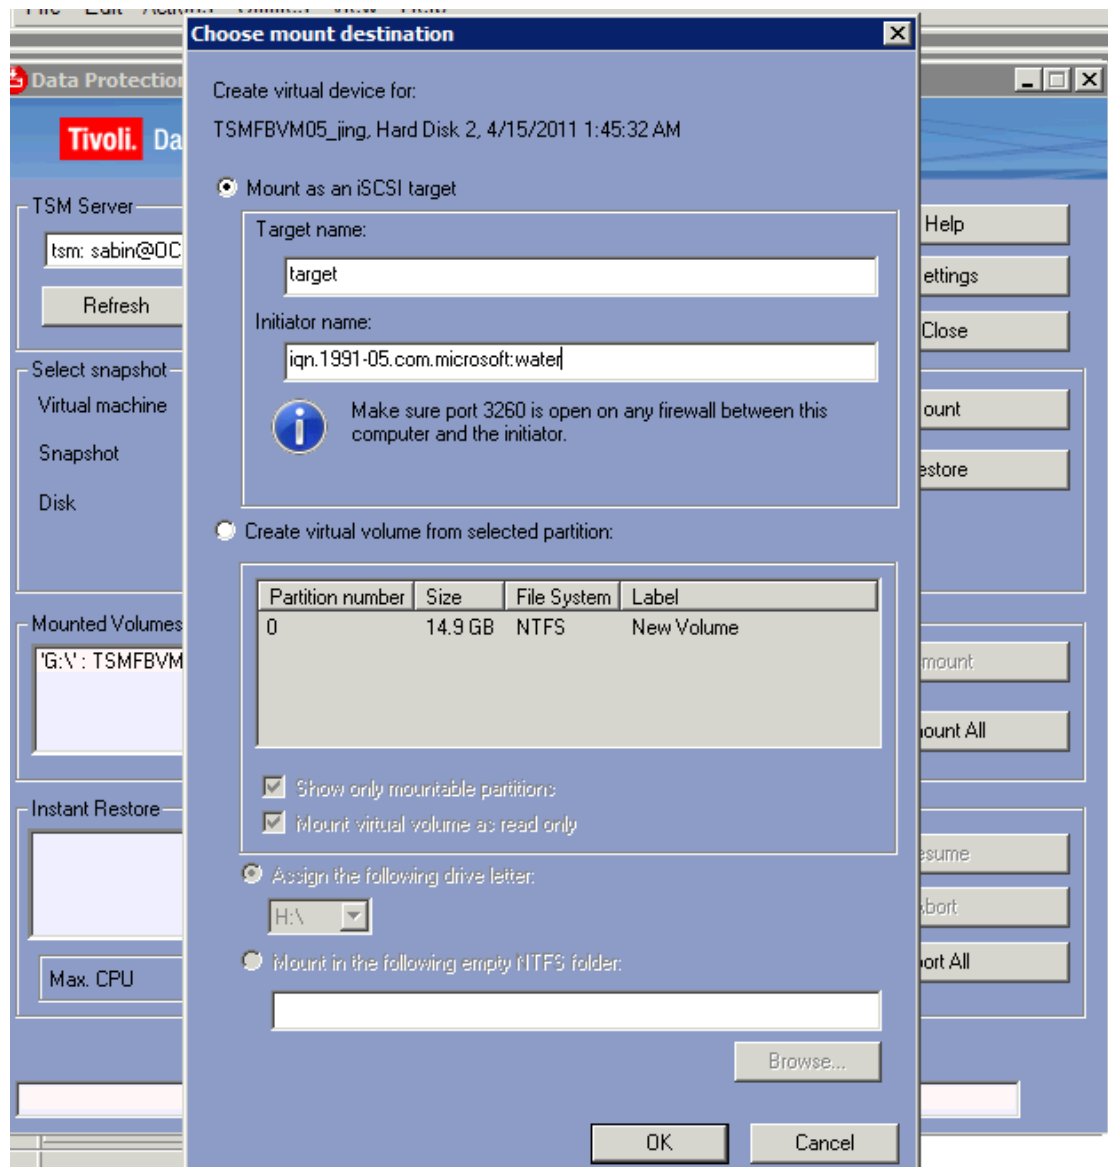 Choose mount destination
Data Protection
Tivoli. Da
Create virtual device for:
TSMFBVM05_jing, Hard Disk 2, 4/15/2011 1:45:32 AM
Mount as an iSCSI target
Target name:
target
Initiator name:
iqn.1991-05.com.microsoft:water
Make sure port 3260 is open on any firewall between this
computer and the initiator.
Create virtual volume from selected partition:
Partition number Size File System Label
0 14.9 GB NTFS New Volume
Show only mountable partitions
Mount virtual volume as read only
Assign the following drive letter:
H:\
Mount in the following empty NTFS folder:
Browse...
OK Cancel
TSM Server
tsm: sabin@OC
Refresh
Select snapshot
Virtual machine
Snapshot
Disk
Mounted Volumes
'G:\' : TSMFBVM
Instant Restore
Max. CPU
Help
ettings
Close
ount
estore
mount
ount All
esume
Abort
ort All